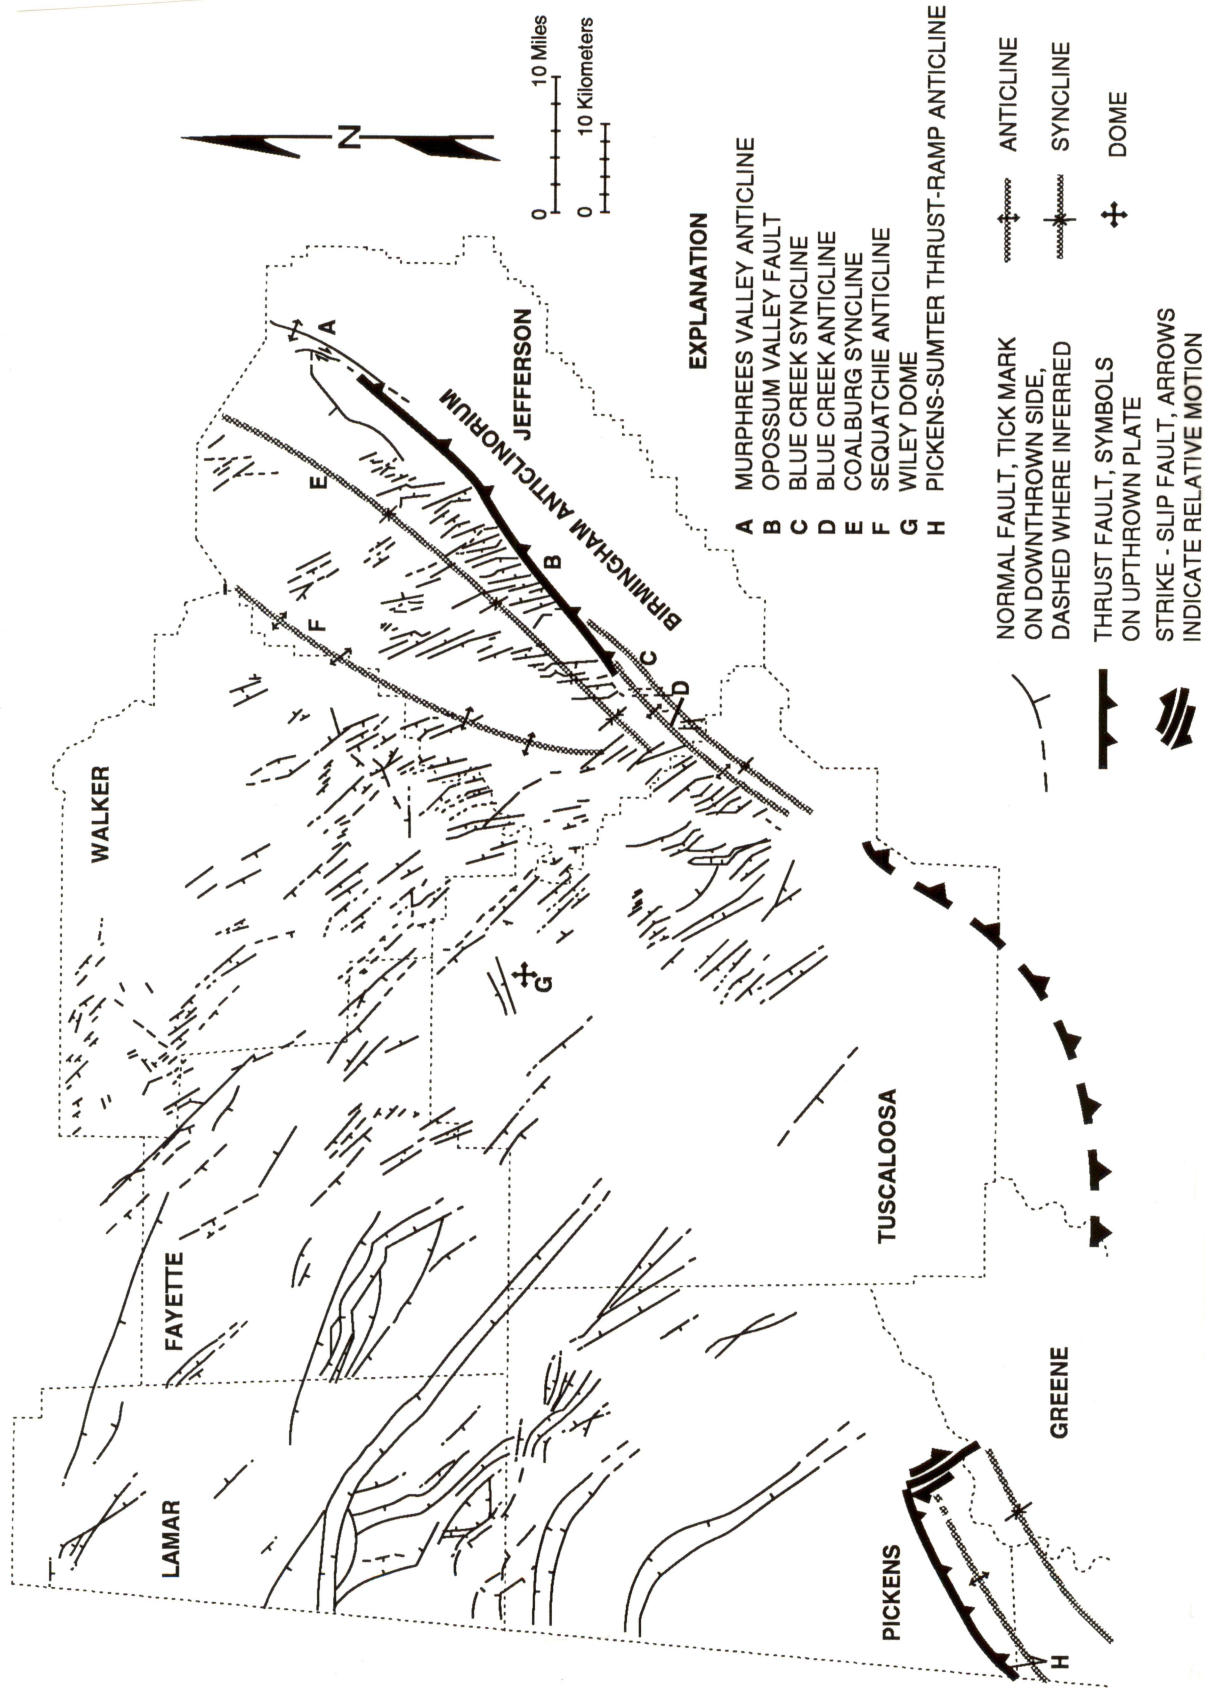 WALKER
FAYETTE
LAMAR
JEFFERSON
BIRMINGHAM ANTICLINORIUM
TUSCALOOSA
PICKENS
GREENE
A
B
C
D
E
F
G
H
N
0 10 Miles
0 10 Kilometers
EXPLANATION
A MURPHREES VALLEY ANTICLINE
B OPOSSUM VALLEY FAULT
C BLUE CREEK SYNCLINE
D BLUE CREEK ANTICLINE
E COALBURG SYNCLINE
F SEQUATCHIE ANTICLINE
G WILEY DOME
H PICKENS-SUMTER THRUST-RAMP ANTICLINE
NORMAL FAULT, TICK MARK
ON DOWNTHROWN SIDE,
DASHED WHERE INFERRED
THRUST FAULT, SYMBOLS
ON UPTHROWN PLATE
STRIKE - SLIP FAULT, ARROWS
INDICATE RELATIVE MOTION
ANTICLINE
SYNCLINE
DOME